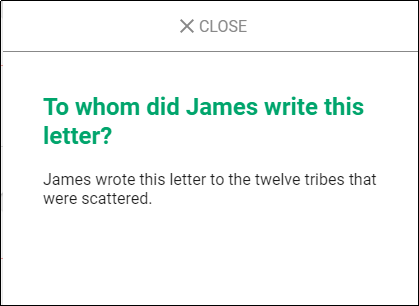 CLOSE
To whom did James write this
letter?
James wrote this letter to the twelve tribes that
were scattered.